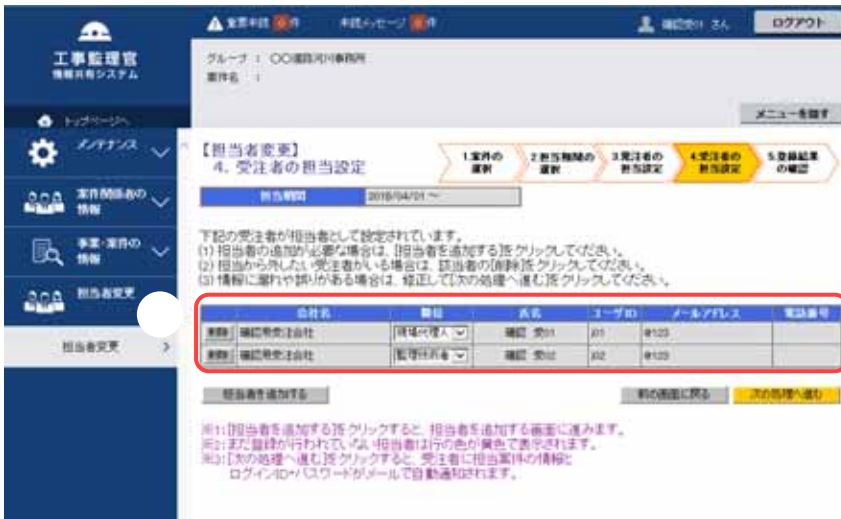 重要未読 件 未読メッセージ 件
確認受01 さん
ログアウト
工事監理官
情報共有システム
グループ : 〇〇道路河川事務所
案件名 :
トップページへ
メニューを隠す
メンテナンス
案件関係者の
情報
事業・案件の
情報
担当者変更
担当者変更
【担当者変更】
4. 受注者の担当設定
1.案件の
選択
2.担当期間の
選択
3.発注者の
担当設定
4.受注者の
担当設定
5.登録結果
の確認
担当期間 2018/04/01 ~
下記の受注者が担当者として設定されています。
(1) 担当者の追加が必要な場合は、[担当者を追加する]をクリックしてください。
(2) 担当から外したい受注者がいる場合は、該当者の[削除]をクリックしてください。
(3) 情報に漏れや誤りがある場合は、修正して[次の処理へ進む]をクリックしてください。
会社名 職位 氏名 ユーザID メールアドレス 電話番号
削除 確認用受注会社 現場代理人 確認 受01 j01 @123
削除 確認用受注会社 監理技術者 確認 受02 j02 @123
担当者を追加する 前の画面に戻る 次の処理へ進む
※1:[担当者を追加する]をクリックすると、担当者を追加する画面に進みます。
※2:まだ登録が行われていない担当者は行の色が黄色で表示されます。
※3:[次の処理へ進む]をクリックすると、受注者に担当案件の情報と
ログインID・パスワードがメールで自動通知されます。